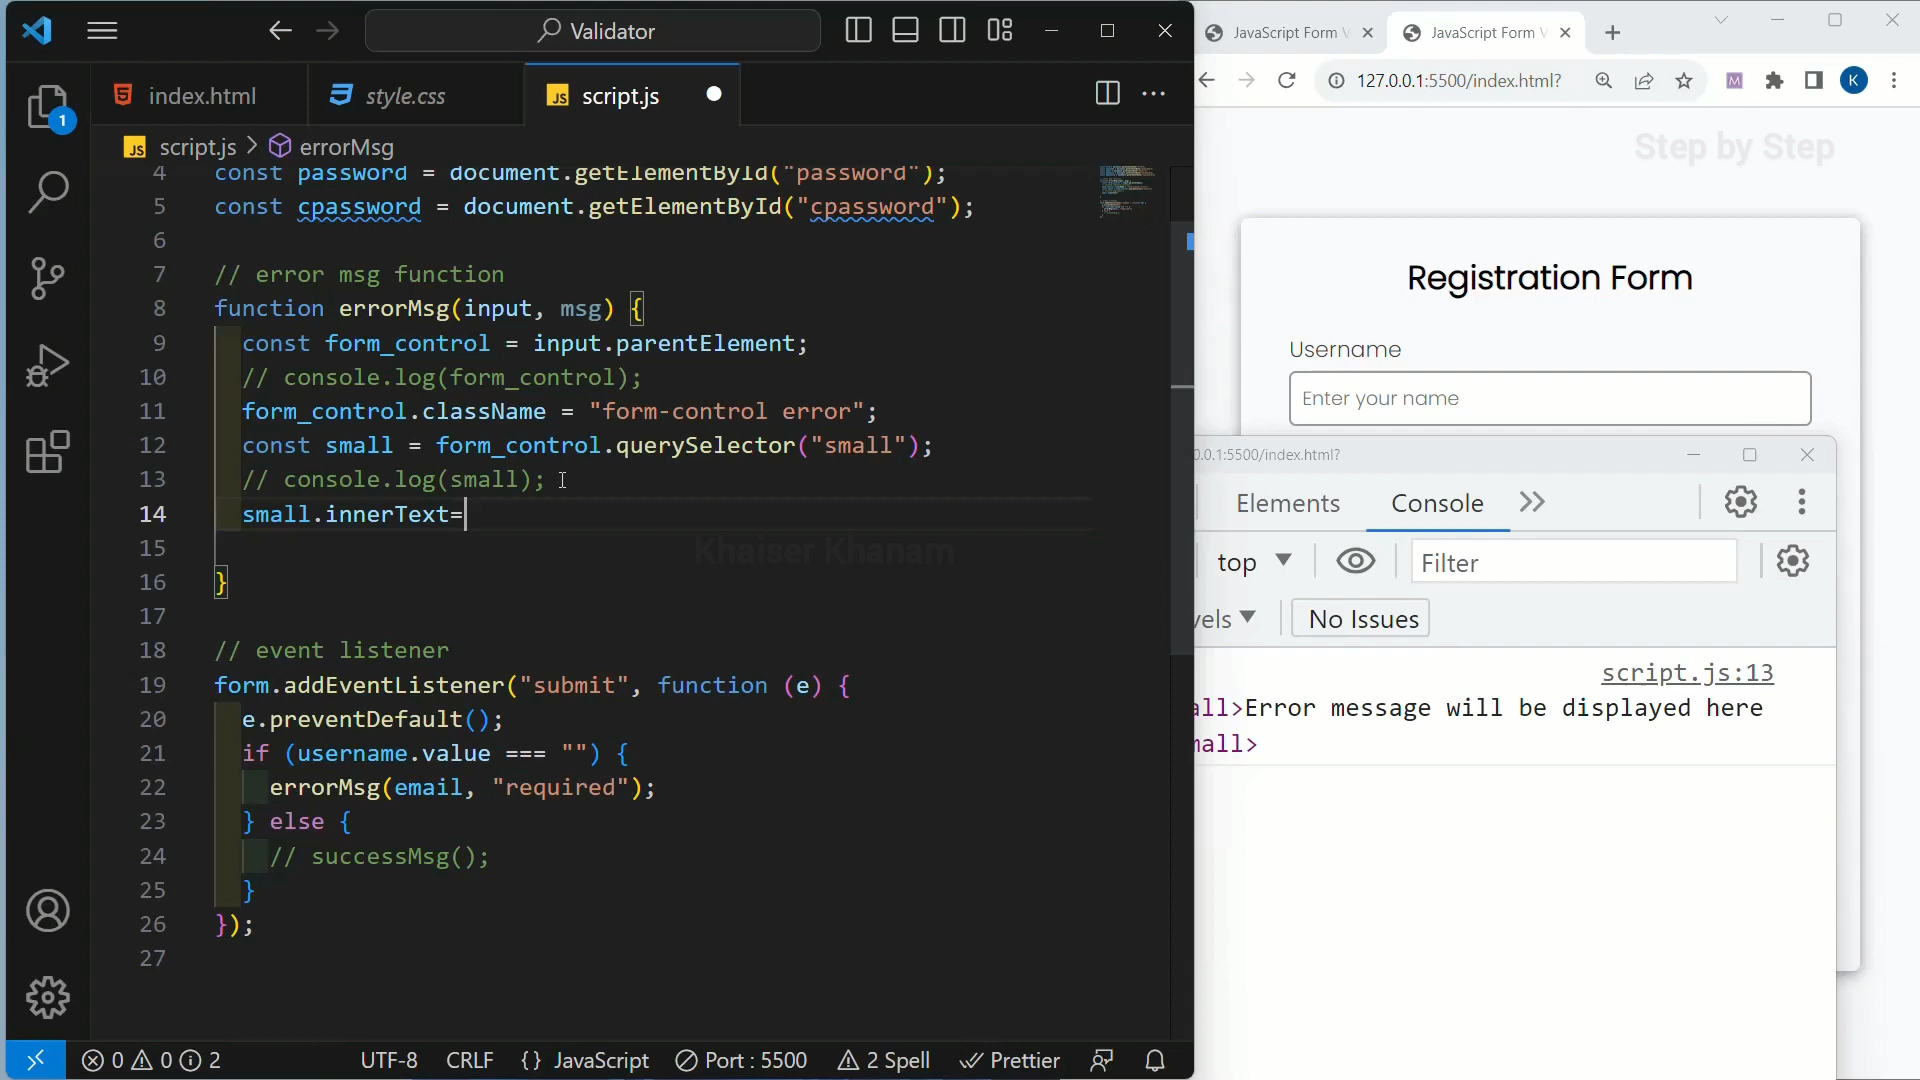 Validator
index.html
style.css
script.js
script.js > errorMsg
4 const password = document.getElementById("password");
5 const cpassword = document.getElementById("cpassword");
6
7 // error msg function
8 function errorMsg(input, msg) {
9 const form_control = input.parentElement;
10 // console.log(form_control);
11 form_control.className = "form-control error";
12 const small = form_control.querySelector("small");
13 // console.log(small);
14 small.innerText=
15
16 }
17
18 // event listener
19 form.addEventListener("submit", function (e) {
20 e.preventDefault();
21 if (username.value === "") {
22 errorMsg(email, "required");
23 } else {
24 // successMsg();
25 }
26 });
27
1
Khaiser Khanam
0 0 2
UTF-8 CRLF {} JavaScript Port : 5500 2 Spell Prettier
JavaScript Form V
JavaScript Form V
127.0.0.1:5500/index.html?
M
K
Step by Step
Registration Form
Username
Enter your name
0.0.1:5500/index.html?
Elements Console
top Filter
vels No Issues
script.js:13
all>Error message will be displayed here
mall>